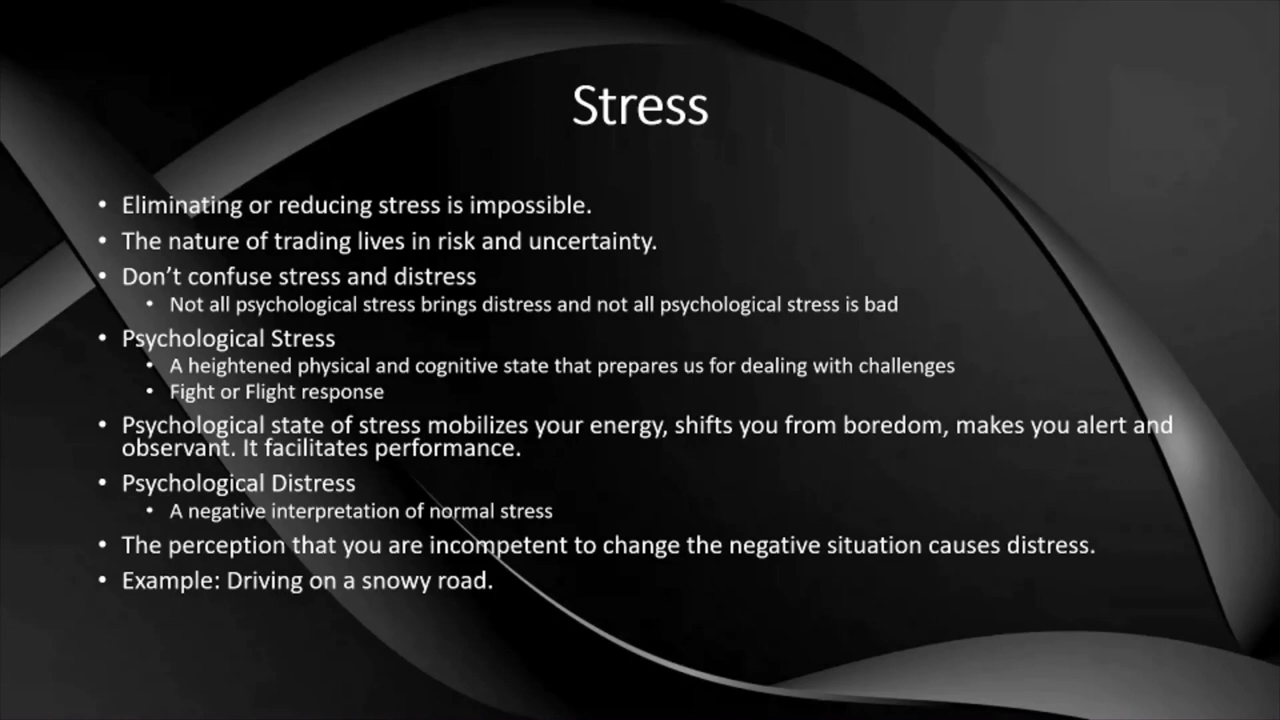 Stress
• Eliminating or reducing stress is impossible.
• The nature of trading lives in risk and uncertainty.
• Don’t confuse stress and distress
• Not all psychological stress brings distress and not all psychological stress is bad
• Psychological Stress
• A heightened physical and cognitive state that prepares us for dealing with challenges
• Fight or Flight response
• Psychological state of stress mobilizes your energy, shifts you from boredom, makes you alert and
observant. It facilitates performance.
• Psychological Distress
• A negative interpretation of normal stress
• The perception that you are incompetent to change the negative situation causes distress.
• Example: Driving on a snowy road.